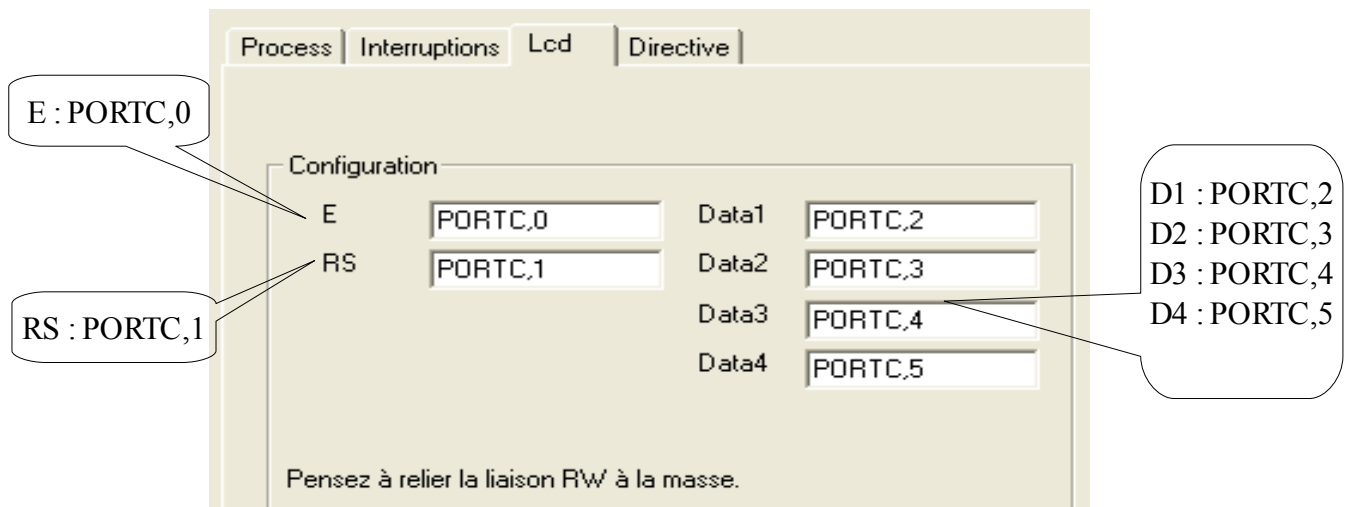 Process Interruptions Lcd Directive
E : PORTC,0
Configuration
E PORTC,0 Data1 PORTC,2
RS PORTC,1 Data2 PORTC,3
Data3 PORTC,4
Data4 PORTC,5
RS : PORTC,1
D1 : PORTC,2
D2 : PORTC,3
D3 : PORTC,4
D4 : PORTC,5
Pensez à relier la liaison RW à la masse.